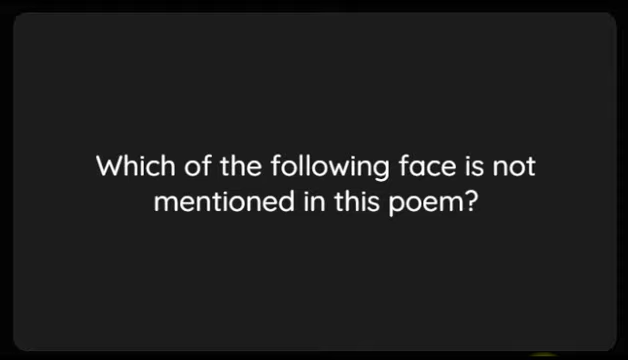 Which of the following face is not
mentioned in this poem?